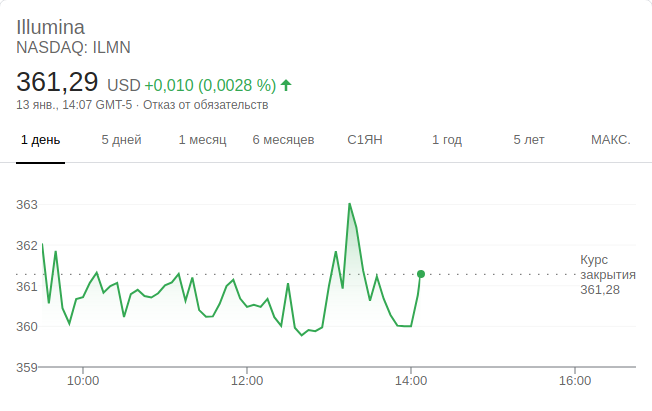 Illumina
NASDAQ: ILMN
361,29 USD +0,010 (0,0028 %)
13 янв., 14:07 GMT-5 · Отказ от обязательств
1 день 5 дней 1 месяц 6 месяцев С1ЯН 1 год 5 лет МАКС.
363
362
361
360
359
Курс
закрытия
361,28
10:00 12:00 14:00 16:00